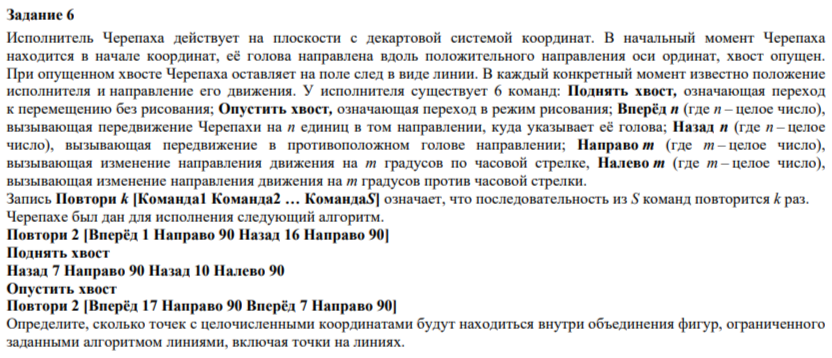 Задание 6
Исполнитель Черепаха действует на плоскости с декартовой системой координат. В начальный момент Черепаха
находится в начале координат, её голова направлена вдоль положительного направления оси ординат, хвост опущен.
При опущенном хвосте Черепаха оставляет на поле след в виде линии. В каждый конкретный момент известно положение
исполнителя и направление его движения. У исполнителя существует 6 команд: Поднять хвост, означающая переход
к перемещению без рисования; Опустить хвост, означающая переход в режим рисования; Вперёд n (где n – целое число),
вызывающая передвижение Черепахи на n единиц в том направлении, куда указывает её голова; Назад n (где n – целое
число), вызывающая передвижение в противоположном голове направлении; Направо m (где m – целое число),
вызывающая изменение направления движения на m градусов по часовой стрелке, Налево m (где m – целое число),
вызывающая изменение направления движения на m градусов против часовой стрелки.
Запись Повтори k [Команда1 Команда2 … КомандаS] означает, что последовательность из S команд повторится k раз.
Черепахе был дан для исполнения следующий алгоритм.
Повтори 2 [Вперёд 1 Направо 90 Назад 16 Направо 90]
Поднять хвост
Назад 7 Направо 90 Назад 10 Налево 90
Опустить хвост
Повтори 2 [Вперёд 17 Направо 90 Вперёд 7 Направо 90]
Определите, сколько точек с целочисленными координатами будут находиться внутри объединения фигур, ограниченного
заданными алгоритмом линиями, включая точки на линиях.